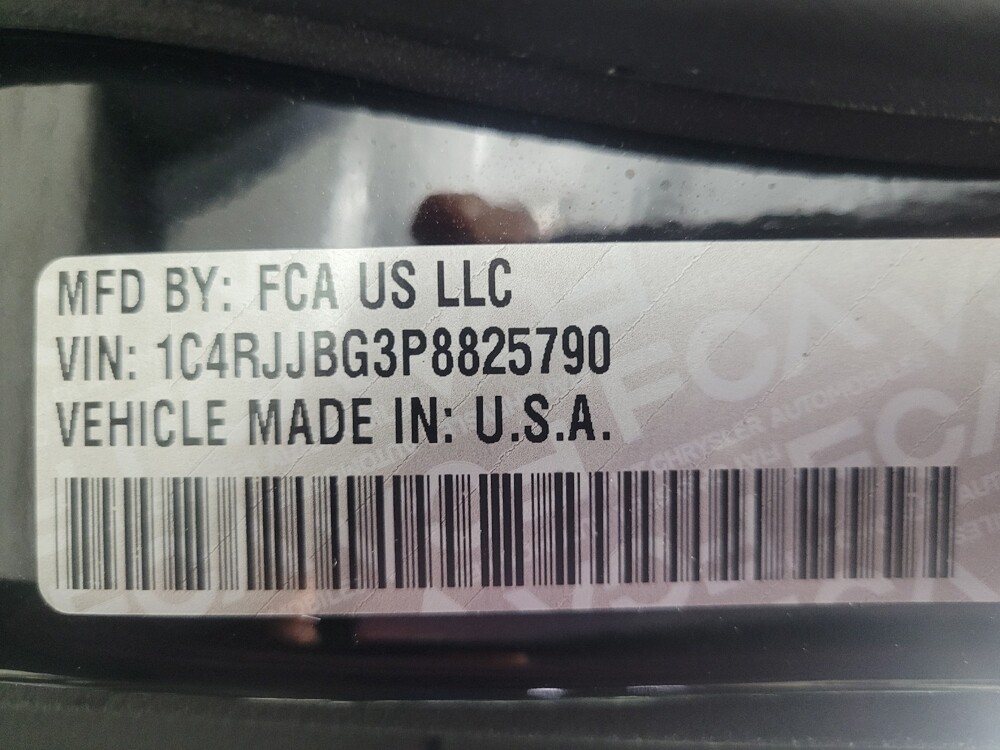 MFD BY: FCA US LLC
VIN: 1C4RJJBG3P8825790
VEHICLE MADE IN: U.S.A.